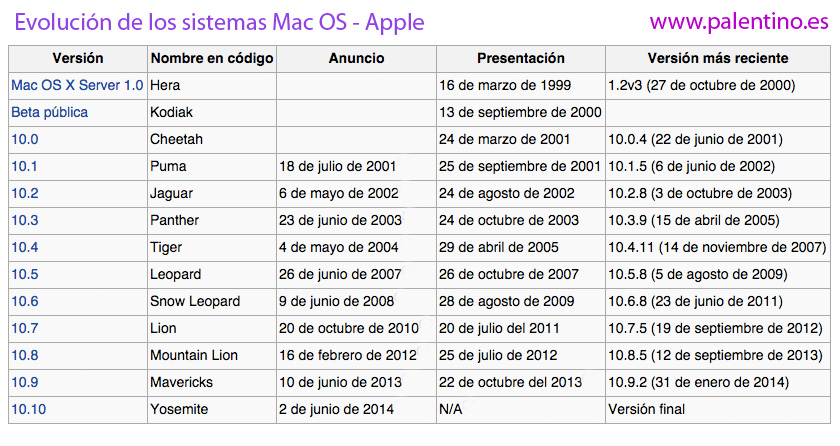 Evolución de los sistemas Mac OS - Apple www.palentino.es
Versión Nombre en código Anuncio Presentación Versión más reciente
Mac OS X Server 1.0 Hera 16 de marzo de 1999 1.2v3 (27 de octubre de 2000)
Beta pública Kodiak 13 de septiembre de 2000
10.0 Cheetah 24 de marzo de 2001 10.0.4 (22 de junio de 2001)
10.1 Puma 18 de julio de 2001 25 de septiembre de 2001 10.1.5 (6 de junio de 2002)
10.2 Jaguar 6 de mayo de 2002 24 de agosto de 2002 10.2.8 (3 de octubre de 2003)
10.3 Panther 23 de junio de 2003 24 de octubre de 2003 10.3.9 (15 de abril de 2005)
10.4 Tiger 4 de mayo de 2004 29 de abril de 2005 10.4.11 (14 de noviembre de 2007)
10.5 Leopard 26 de junio de 2007 26 de octubre de 2007 10.5.8 (5 de agosto de 2009)
10.6 Snow Leopard 9 de junio de 2008 28 de agosto de 2009 10.6.8 (23 de junio de 2011)
10.7 Lion 20 de octubre de 2010 20 de julio del 2011 10.7.5 (19 de septiembre de 2012)
10.8 Mountain Lion 16 de febrero de 2012 25 de julio de 2012 10.8.5 (12 de septiembre de 2013)
10.9 Mavericks 10 de junio de 2013 22 de octubre del 2013 10.9.2 (31 de enero de 2014)
10.10 Yosemite 2 de junio de 2014 N/A Versión final